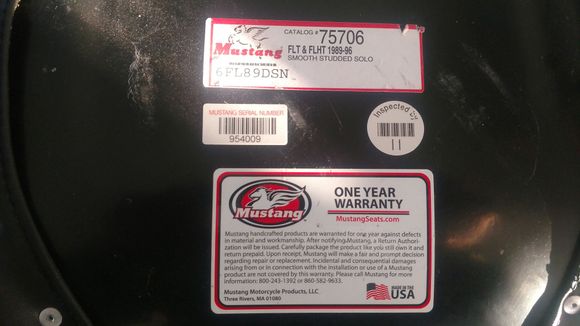 CATALOG # 75706
Mustang
FLT & FLHT 1989-96
SMOOTH STUDDED SOLO
6FL89DSN
MUSTANG SERIAL NUMBER
954009
Inspected By
11
Mustang
ONE YEAR
WARRANTY
MustangSeats.com
Mustang handcrafted products are warranted for one year against defects
in material and workmanship. After notifying Mustang, a Return Authori-
zation will be issued. Carefully package the product like you still own it and
return prepaid. Upon receipt, Mustang will make a fair and prompt decision
regarding repair or replacement. Incidental and consequential damages
arising from or in connection with the installation or use of a Mustang
product are not covered by this warranty. Please call Mustang for more
information: 800-243-1392 or 860-582-9633.
Mustang Motorcycle Products, LLC
Three Rivers, MA 01080
MADE IN THE
USA